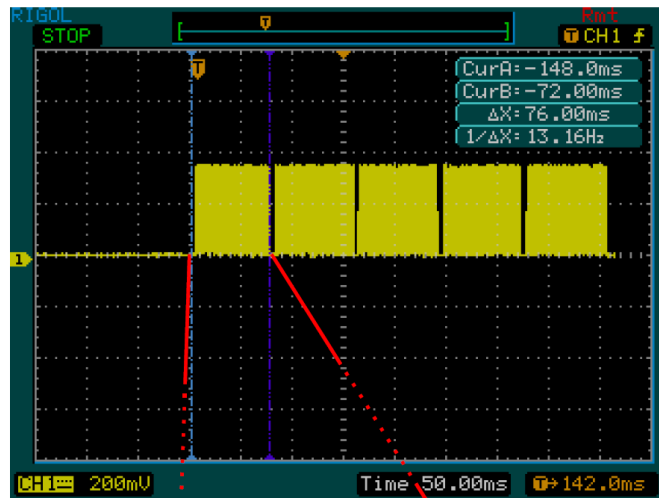 RIGOL Rmt
STOP T T CH1
T
CurA:-148.0ms
CurB:-72.00ms
ΔX:76.00ms
1/ΔX:13.16Hz
1
CH1 200mV Time 50.00ms T→142.0ms